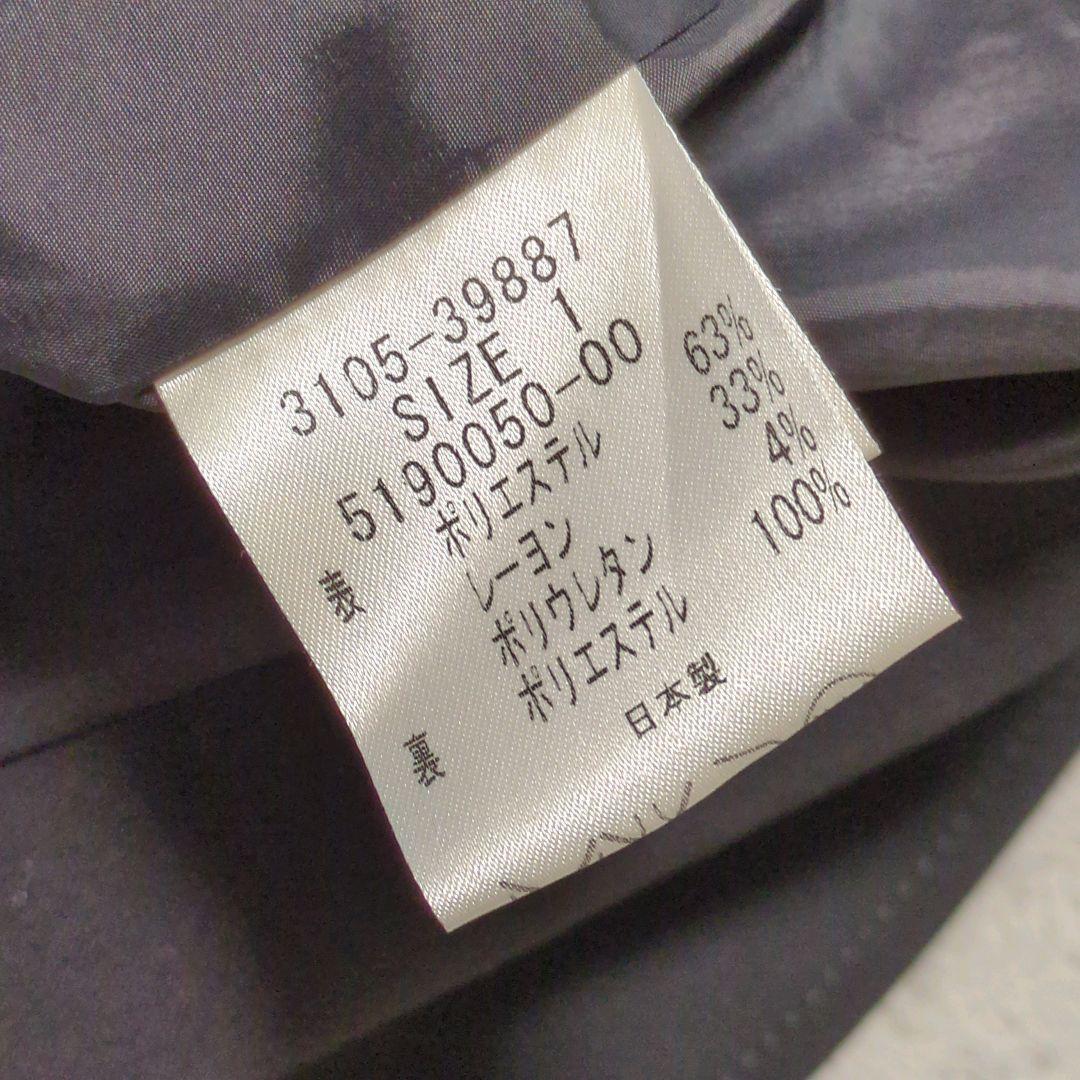 3105-39887
SIZE 1
5190050-00
表 ポリエステル 63%
レーヨン 33%
ポリウレタン 4%
裏 ポリエステル 100%
日本製